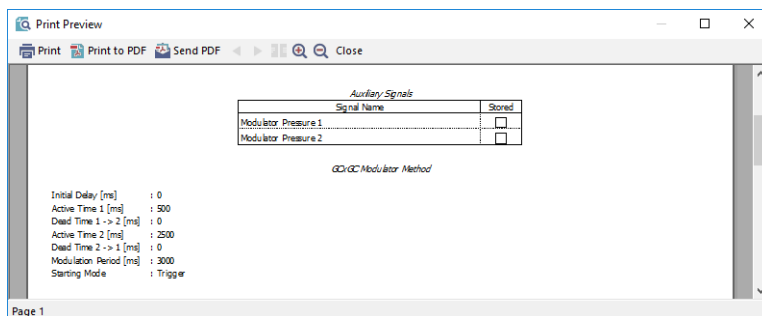 Print Preview
Print Print to PDF Send PDF Close
Auxiliary Signals
Signal Name Stored
Modulator Pressure 1
Modulator Pressure 2
GCxGC Modulator Method
Initial Delay [ms] : 0
Active Time 1 [ms] : 500
Dead Time 1 -> 2 [ms] : 0
Active Time 2 [ms] : 2500
Dead Time 2 -> 1 [ms] : 0
Modulation Period [ms] : 3000
Starting Mode : Trigger
Page 1